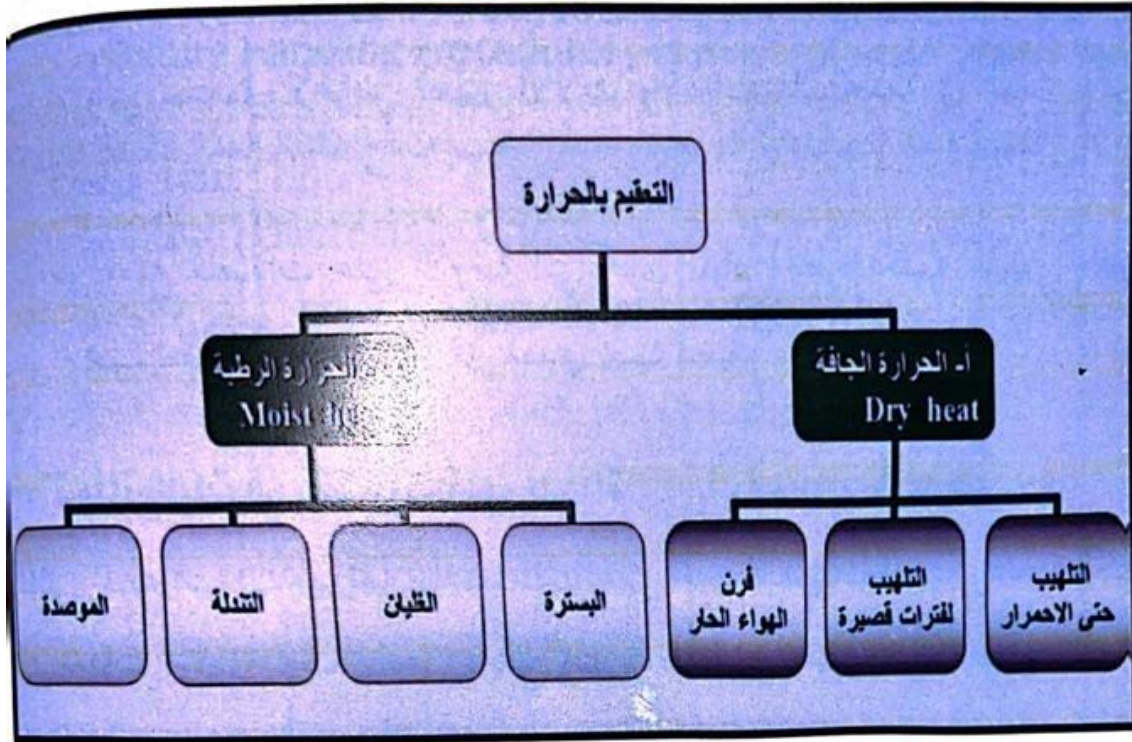 التعقيم بالحرارة
أ- الحرارة الجافة
Dry heat
الحرارة الرطبة
Moist
التلهيب
حتى الاحمرار
التلهيب
لفترات قصيرة
فرن
الهواء الحار
البسترة
الغليان
التندلة
الموصدة